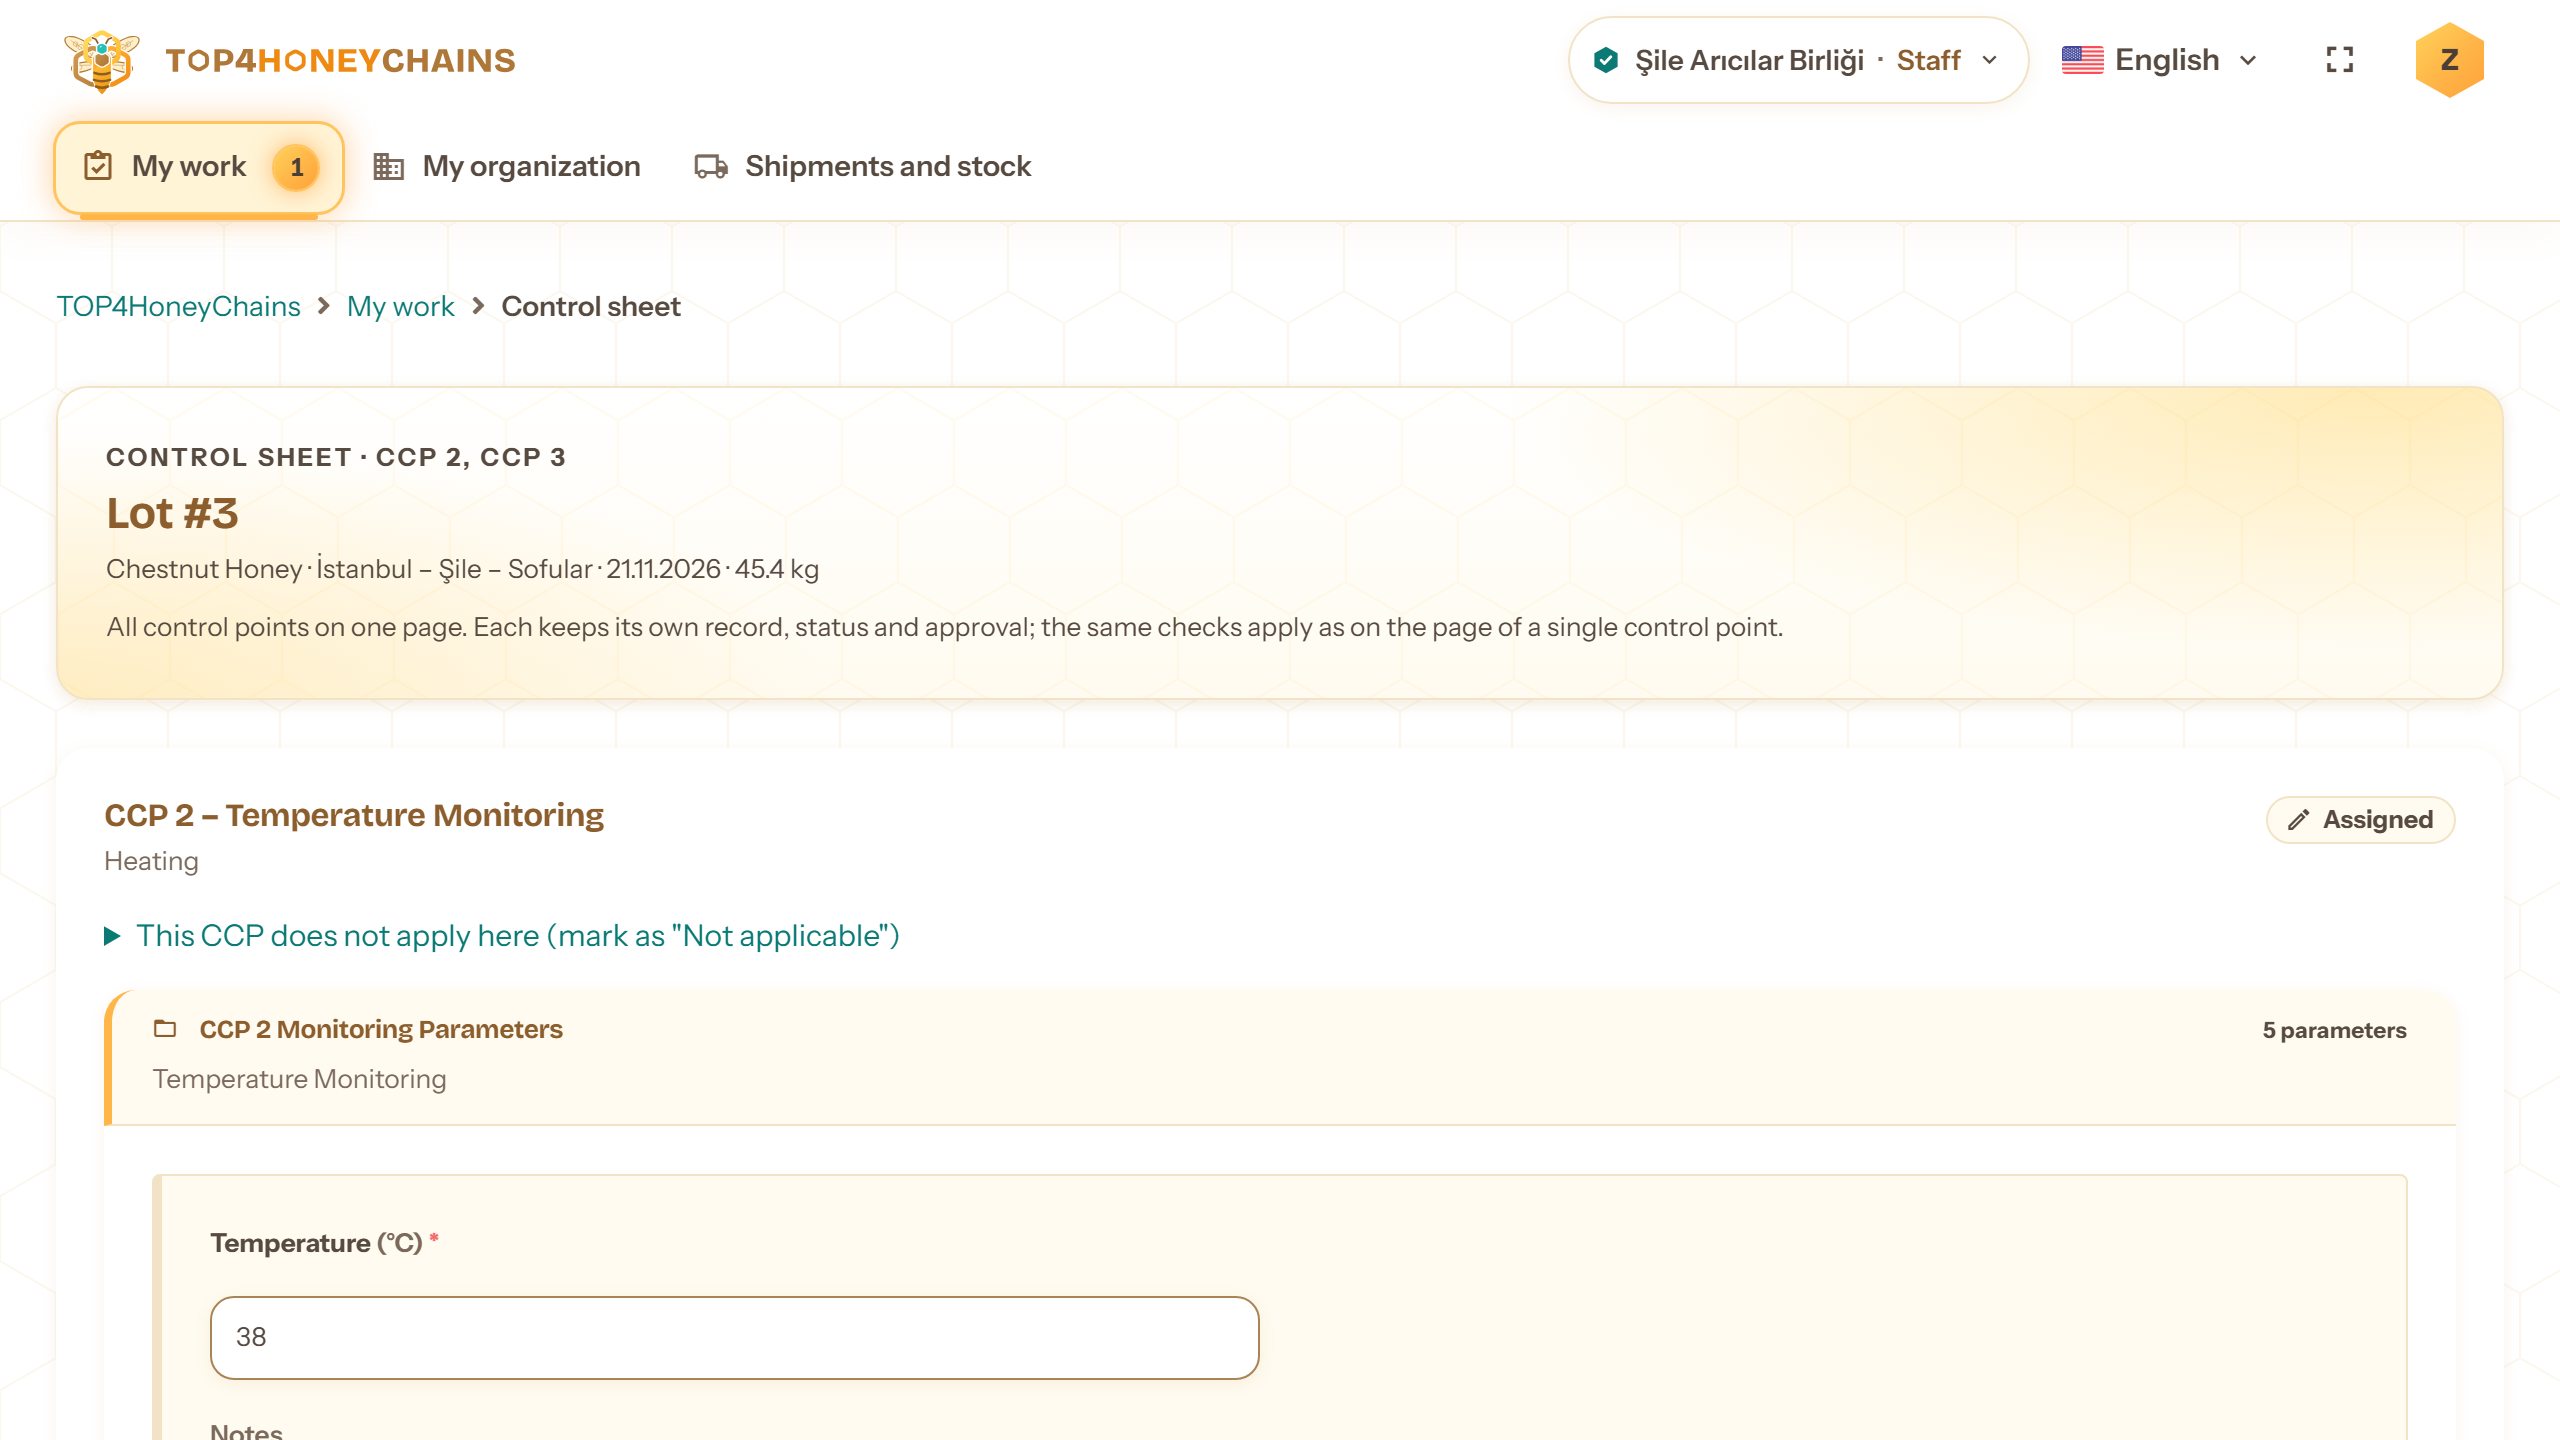 TOP4HONEYCHAINS
Şile Arıcılar Birliği · Staff
English
Z
My work 1
My organization
Shipments and stock
TOP4HoneyChains > My work > Control sheet
CONTROL SHEET · CCP 2, CCP 3
Lot #3
Chestnut Honey · İstanbul – Şile – Sofular · 21.11.2026 · 45.4 kg
All control points on one page. Each keeps its own record, status and approval; the same checks apply as on the page of a single control point.
CCP 2 – Temperature Monitoring
Assigned
Heating
This CCP does not apply here (mark as "Not applicable")
CCP 2 Monitoring Parameters
5 parameters
Temperature Monitoring
Temperature (°C) *
38
Notes